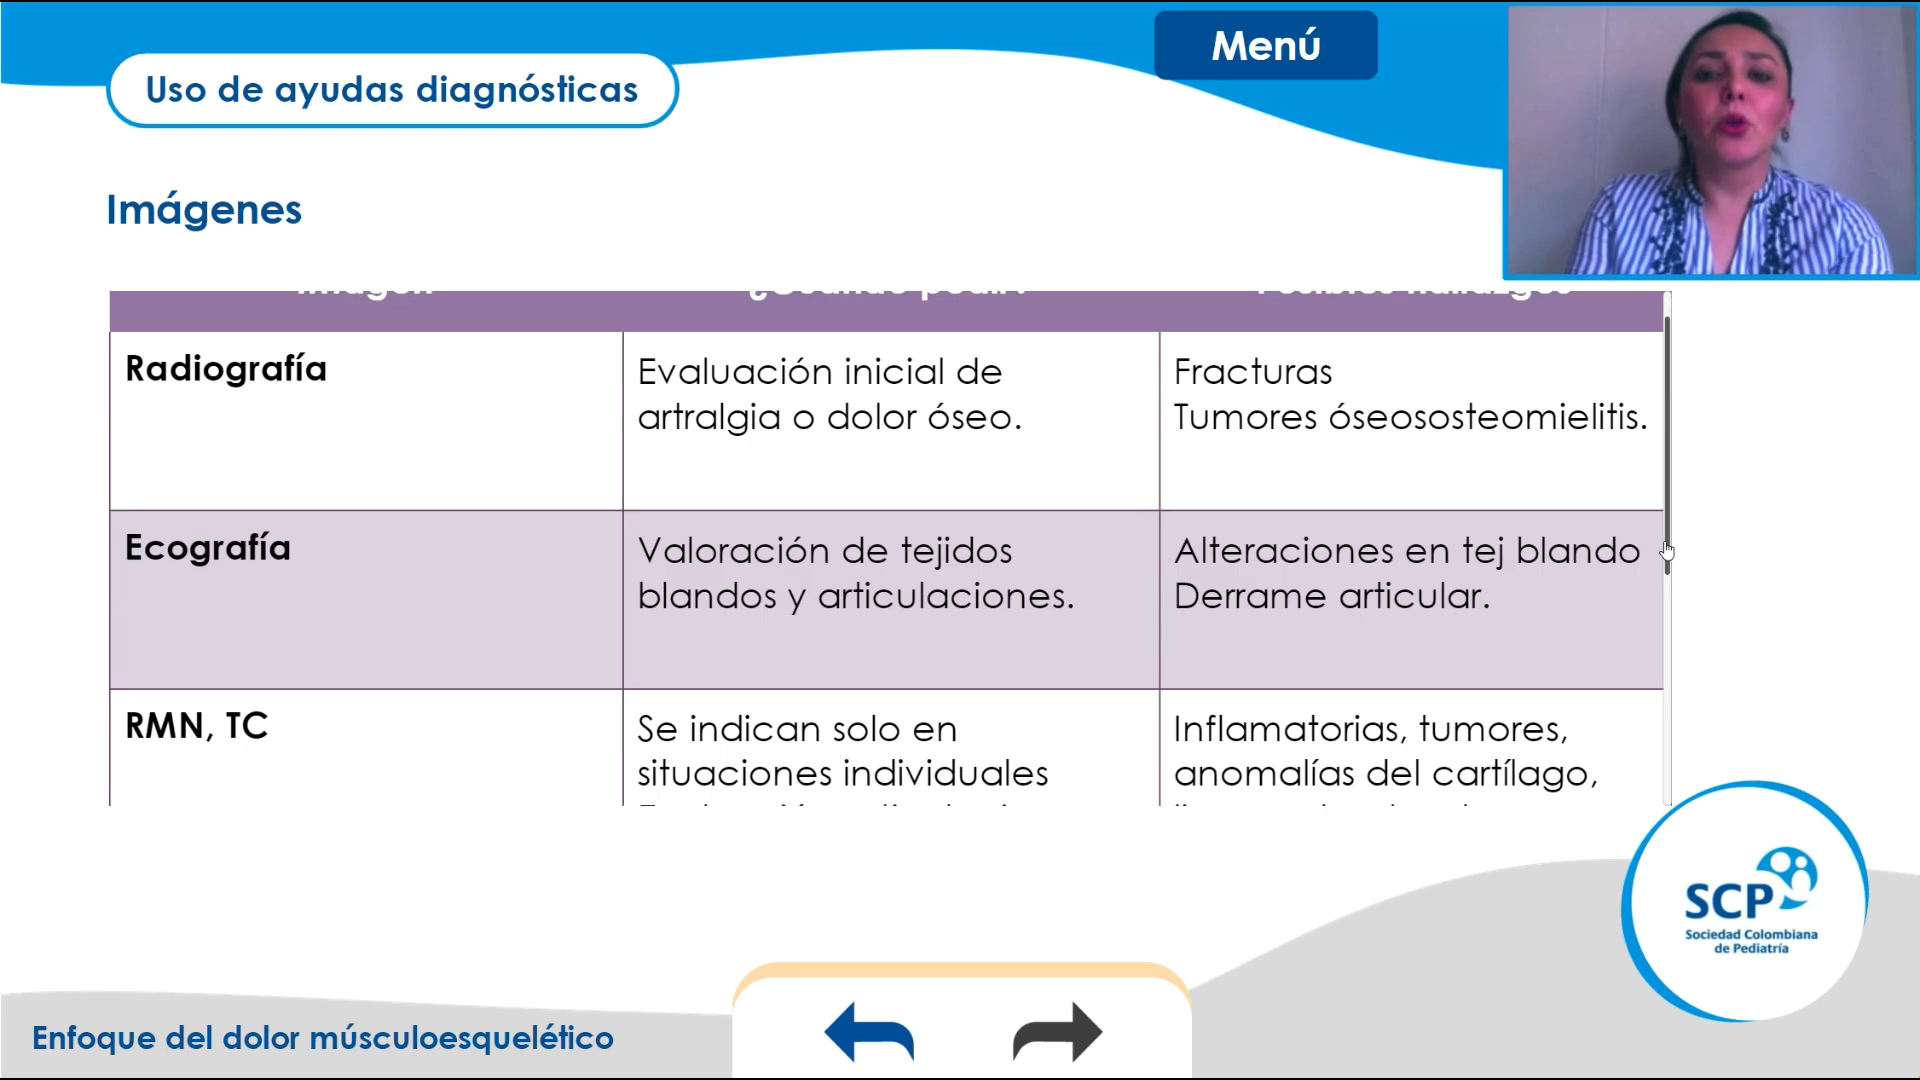 Menú
Uso de ayudas diagnósticas
Imágenes
Imagen
Radiografía
Evaluación inicial de
artralgia o dolor óseo.
Fracturas
Tumores óseososteomielitis.
Ecografía
Valoración de tejidos
blandos y articulaciones.
Alteraciones en tej blando
Derrame articular.
RMN, TC
Se indican solo en
situaciones individuales
Inflamatorias, tumores,
anomalías del cartílago,
SCP
Sociedad Colombiana
de Pediatría
Enfoque del dolor músculoesquelético